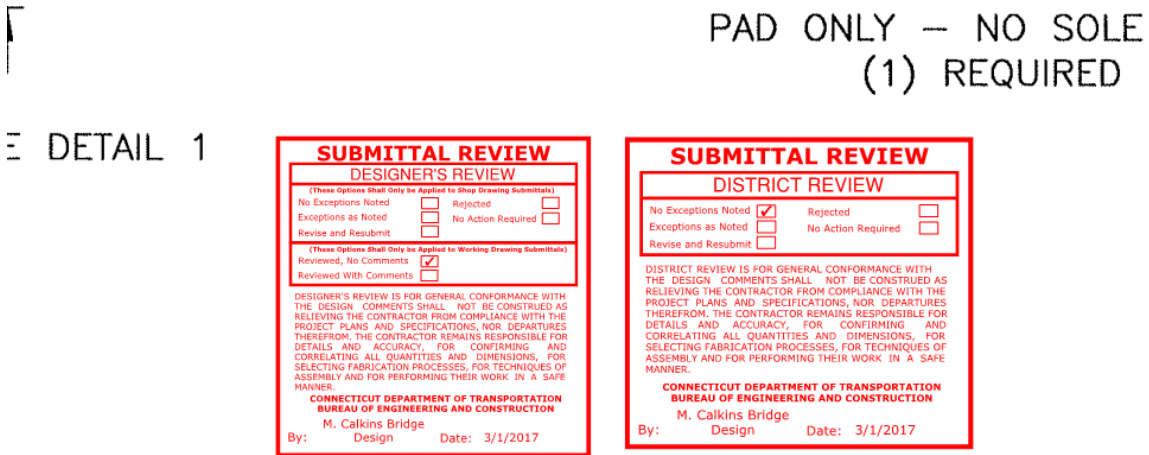 PAD ONLY – NO SOLE
(1) REQUIRED
DETAIL 1
SUBMITTAL REVIEW
DESIGNER'S REVIEW
(These Options Shall Only be Applied to Shop Drawing Submittals)
No Exceptions Noted Rejected
Exceptions as Noted No Action Required
Revise and Resubmit
(These Options Shall Only be Applied to Working Drawing Submittals)
Reviewed, No Comments
Reviewed With Comments
DESIGNER'S REVIEW IS FOR GENERAL CONFORMANCE WITH
THE DESIGN COMMENTS SHALL NOT BE CONSTRUED AS
RELIEVING THE CONTRACTOR FROM COMPLIANCE WITH THE
PROJECT PLANS AND SPECIFICATIONS, NOR DEPARTURES
THEREFROM. THE CONTRACTOR REMAINS RESPONSIBLE FOR
DETAILS AND ACCURACY, FOR CONFIRMING AND
CORRELATING ALL QUANTITIES AND DIMENSIONS, FOR
SELECTING FABRICATION PROCESSES, FOR TECHNIQUES OF
ASSEMBLY AND FOR PERFORMING THEIR WORK IN A SAFE
MANNER.
CONNECTICUT DEPARTMENT OF TRANSPORTATION
BUREAU OF ENGINEERING AND CONSTRUCTION
M. Calkins Bridge
By: Design Date: 3/1/2017
SUBMITTAL REVIEW
DISTRICT REVIEW
No Exceptions Noted Rejected
Exceptions as Noted No Action Required
Revise and Resubmit
DISTRICT REVIEW IS FOR GENERAL CONFORMANCE WITH
THE DESIGN COMMENTS SHALL NOT BE CONSTRUED AS
RELIEVING THE CONTRACTOR FROM COMPLIANCE WITH THE
PROJECT PLANS AND SPECIFICATIONS, NOR DEPARTURES
THEREFROM. THE CONTRACTOR REMAINS RESPONSIBLE FOR
DETAILS AND ACCURACY, FOR CONFIRMING AND
CORRELATING ALL QUANTITIES AND DIMENSIONS, FOR
SELECTING FABRICATION PROCESSES, FOR TECHNIQUES OF
ASSEMBLY AND FOR PERFORMING THEIR WORK IN A SAFE
MANNER.
CONNECTICUT DEPARTMENT OF TRANSPORTATION
BUREAU OF ENGINEERING AND CONSTRUCTION
M. Calkins Bridge
By: Design Date: 3/1/2017